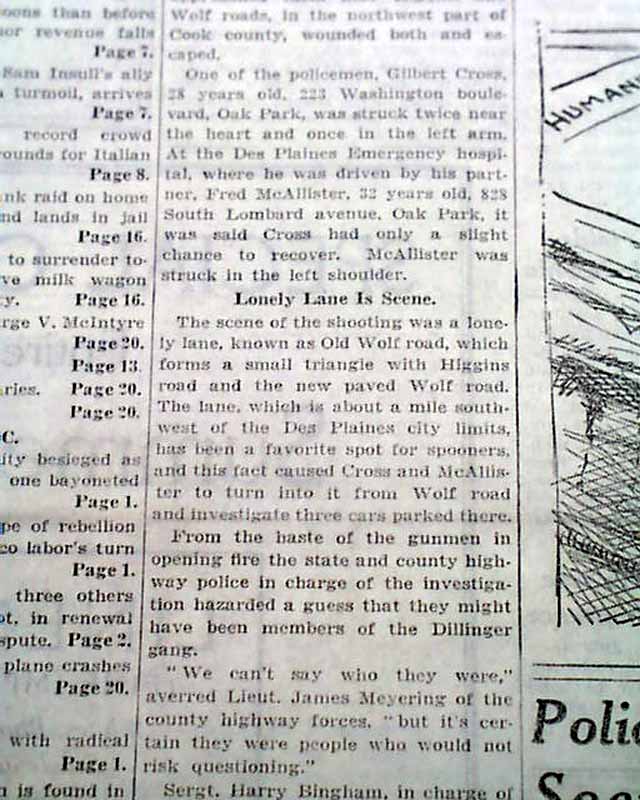 oons than before
or revenue falls
Page 7.
Sam Insull's ally
turmoil, arrives
Page 7.
record crowd
ounds for Italian
Page 8.
nk raid on home
nd lands in jail
Page 16.
to surrender to-
ve milk wagon
y. Page 16.
rge V. McIntyre
Page 20.
Page 13.
ries. Page 20.
Page 20.
C.
ity besieged as
one bayoneted
Page 1.
pe of rebellion
co labor's turn
Page 1.
three others
ot, in renewal
spute. Page 2.
plane crashes
Page 20.
with radical
Page 1.
n is found in
Wolf roads, in the northwest part of
Cook county, wounded both and es-
caped.
One of the policemen, Gilbert Cross,
28 years old, 223 Washington boule-
vard, Oak Park, was struck twice near
the heart and once in the left arm.
At the Des Plaines Emergency hospi-
tal, where he was driven by his part-
ner, Fred McAllister, 32 years old, 828
South Lombard avenue, Oak Park, it
was said Cross had only a slight
chance to recover. McAllister was
struck in the left shoulder.
Lonely Lane Is Scene.
The scene of the shooting was a lone-
ly lane, known as Old Wolf road, which
forms a small triangle with Higgins
road and the new paved Wolf road.
The lane, which is about a mile south-
west of the Des Plaines city limits,
has been a favorite spot for spooners,
and this fact caused Cross and McAllis-
ter to turn into it from Wolf road
and investigate three cars parked there.
From the haste of the gunmen in
opening fire the state and county high-
way police in charge of the investiga-
tion hazarded a guess that they might
have been members of the Dillinger
gang.
"We can't say who they were,"
averred Lieut. James Meyering of the
county highway forces, "but it's cer-
tain they were people who would not
risk questioning."
Sergt. Harry Bingham, in charge of
HUMAN
Polic
Soc